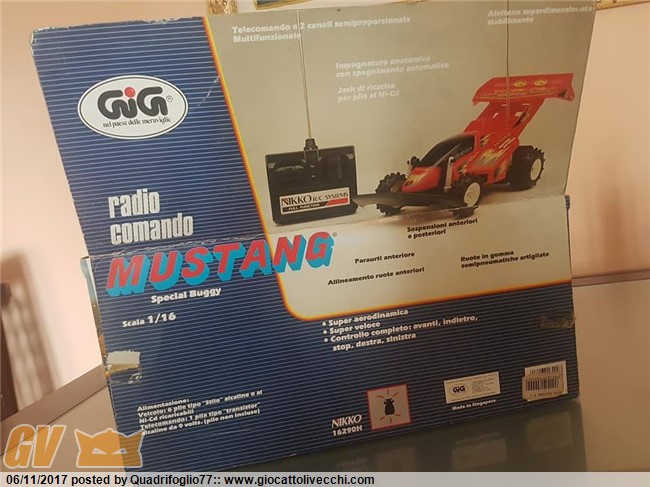 Telecomando a 2 canali semiproporsionale
Multifunzionale
Alettone superdimensionato
stabilizzante
Impugnatura anatomica
con spegnimento automatico
Jack di ricarica
per pile al Ni-Cd
GiG®
nel paese delle meraviglie
NIKKO R/C SYSTEMS
FULL FUNCTION
radio
comando
MUSTANG®
Special Buggy
Scala 1/16
Sospensioni anteriori
e posteriori
Paraurti anteriore
Ruote in gomma
semipneumatiche artigliate
Allineamento ruote anteriori
• Super aerodinamica
• Super veloce
• Controllo completo: avanti, indietro,
stop, destra, sinistra
Alimentazione:
Veicolo: 6 pile tipo "Stilo" alcaline o al
Ni-Cd ricaricabili
Telecomando: 1 pila tipo "transistor"
alcaline da 9 volts. (pile non incluse)
NIKKO
16290H
GiG
Made in Singapore
GV
06/11/2017 posted by Quadrifoglio77:: www.giocattolivecchi.com